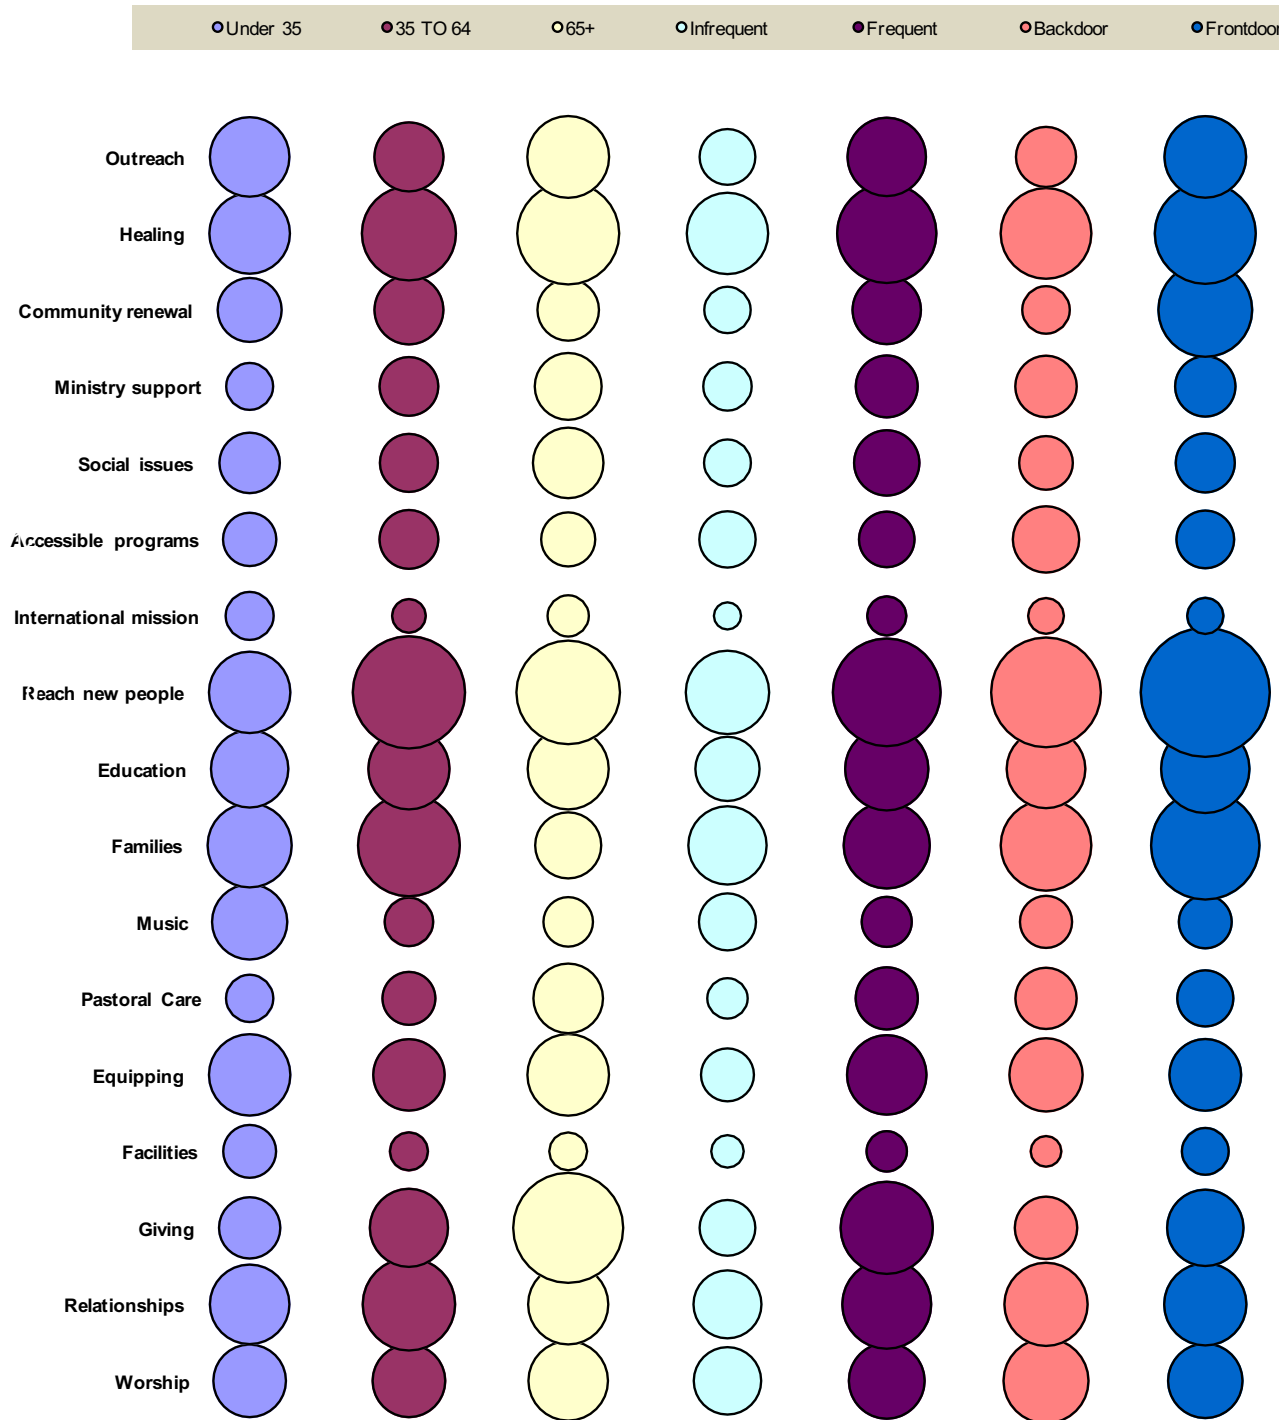 Under 35 35 TO 64 65+ Infrequent Frequent Backdoor Frontdoor
Outreach
Healing
Community renewal
Ministry support
Social issues
Accessible programs
International mission
Reach new people
Education
Families
Music
Pastoral Care
Equipping
Facilities
Giving
Relationships
Worship